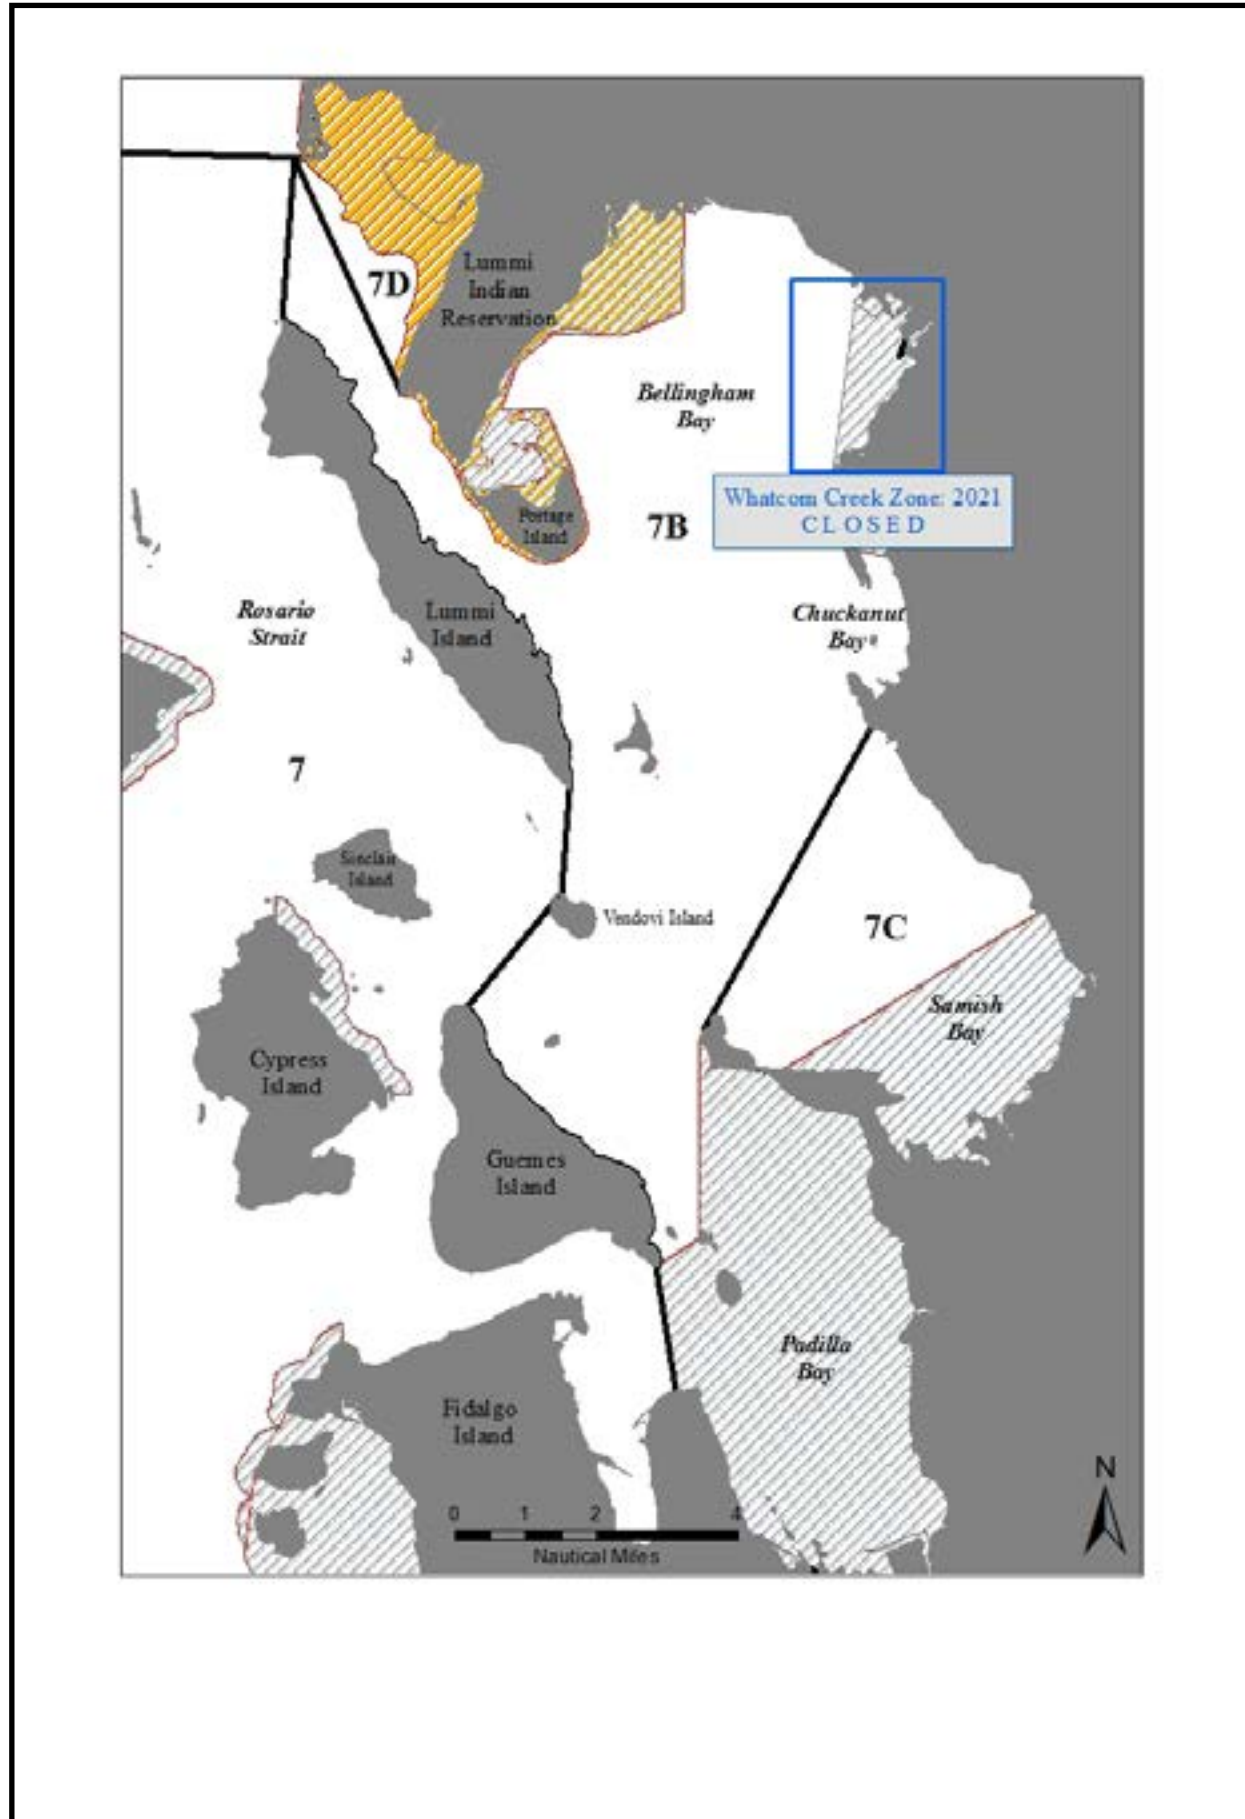 7D
Lummi
Indian
Reservation
Bellingham
Bay
Whatcom Creek Zone: 2021
CLOSED
Portage
Island
7B
Rosario
Strait
Lummi
Island
Chuckanut
Bay
7
Sinclair
Island
Vendovi Island
7C
Samish
Bay
Cypress
Island
Guemes
Island
Padilla
Bay
Fidalgo
Island
N
0 1 2 4
Nautical Miles